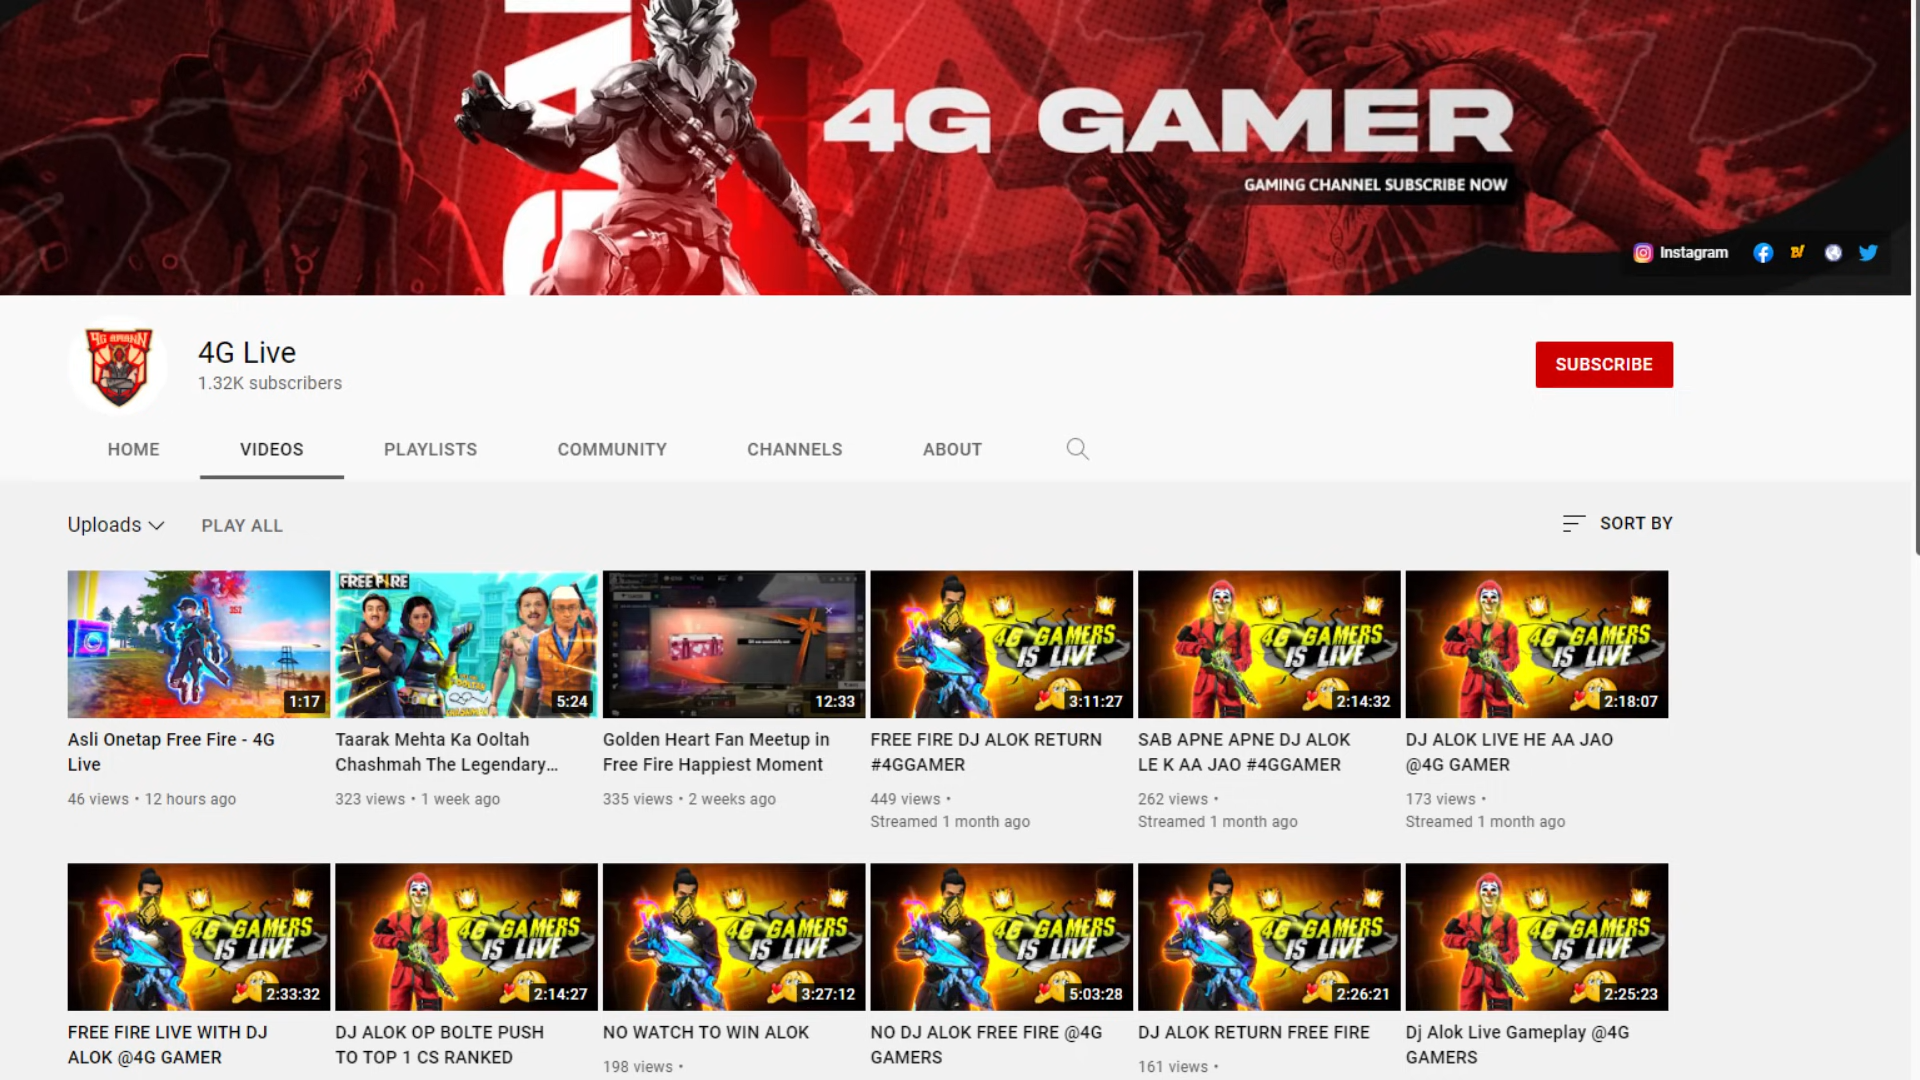 4G GAMER
GAMING CHANNEL SUBSCRIBE NOW
Instagram
4G Live
1.32K subscribers
SUBSCRIBE
HOME
VIDEOS
PLAYLISTS
COMMUNITY
CHANNELS
ABOUT
Uploads
PLAY ALL
SORT BY
352
1:17
FREE FIRE
5:24
12:33
4G GAMERS
IS LIVE
3:11:27
4G GAMERS
IS LIVE
2:14:32
4G GAMERS
IS LIVE
2:18:07
Asli Onetap Free Fire - 4G
Live
46 views • 12 hours ago
Taarak Mehta Ka Ooltah
Chashmah The Legendary...
323 views • 1 week ago
Golden Heart Fan Meetup in
Free Fire Happiest Moment
335 views • 2 weeks ago
FREE FIRE DJ ALOK RETURN
#4GGAMER
449 views •
Streamed 1 month ago
SAB APNE APNE DJ ALOK
LE K AA JAO #4GGAMER
262 views •
Streamed 1 month ago
DJ ALOK LIVE HE AA JAO
@4G GAMER
173 views •
Streamed 1 month ago
4G GAMERS
IS LIVE
2:33:32
4G GAMERS
IS LIVE
2:14:27
4G GAMERS
IS LIVE
3:27:12
4G GAMERS
IS LIVE
5:03:28
4G GAMERS
IS LIVE
2:26:21
4G GAMERS
IS LIVE
2:25:23
FREE FIRE LIVE WITH DJ
ALOK @4G GAMER
DJ ALOK OP BOLTE PUSH
TO TOP 1 CS RANKED
NO WATCH TO WIN ALOK
198 views •
NO DJ ALOK FREE FIRE @4G
GAMERS
DJ ALOK RETURN FREE FIRE
161 views •
Dj Alok Live Gameplay @4G
GAMERS